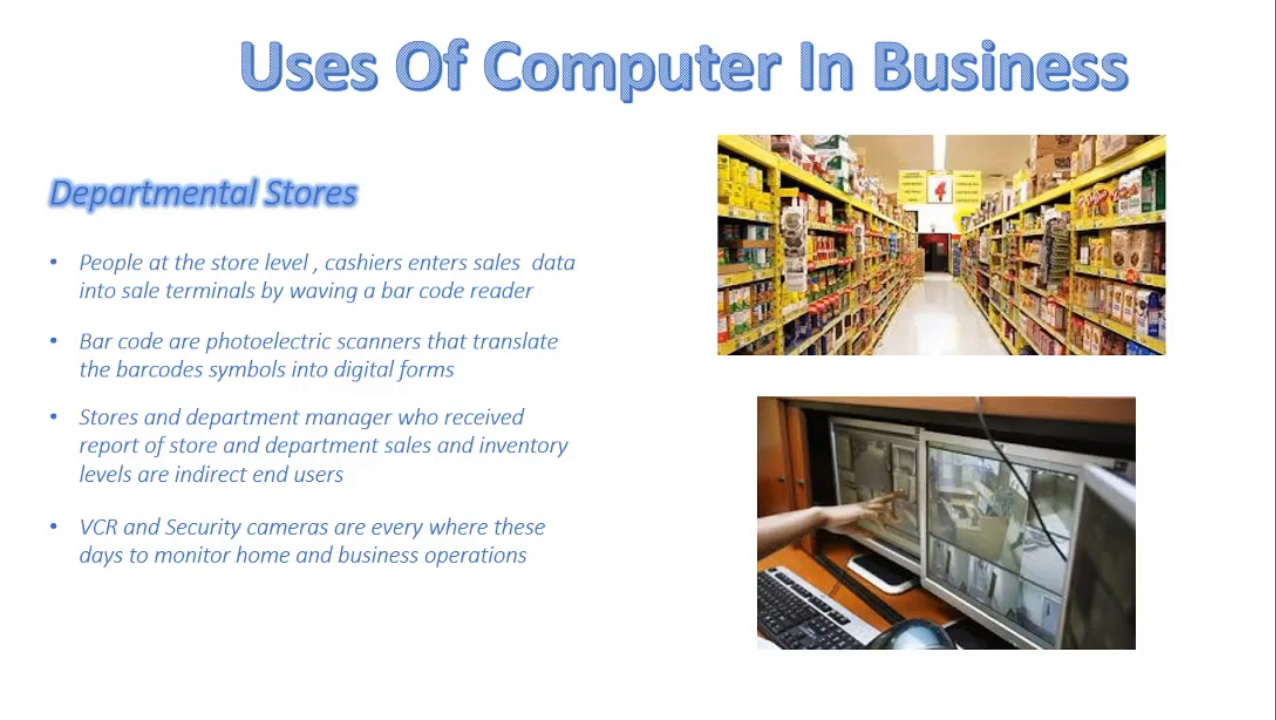 Uses Of Computer In Business
Departmental Stores
• People at the store level , cashiers enters sales data
into sale terminals by waving a bar code reader
• Bar code are photoelectric scanners that translate
the barcodes symbols into digital forms
• Stores and department manager who received
report of store and department sales and inventory
levels are indirect end users
• VCR and Security cameras are every where these
days to monitor home and business operations
4